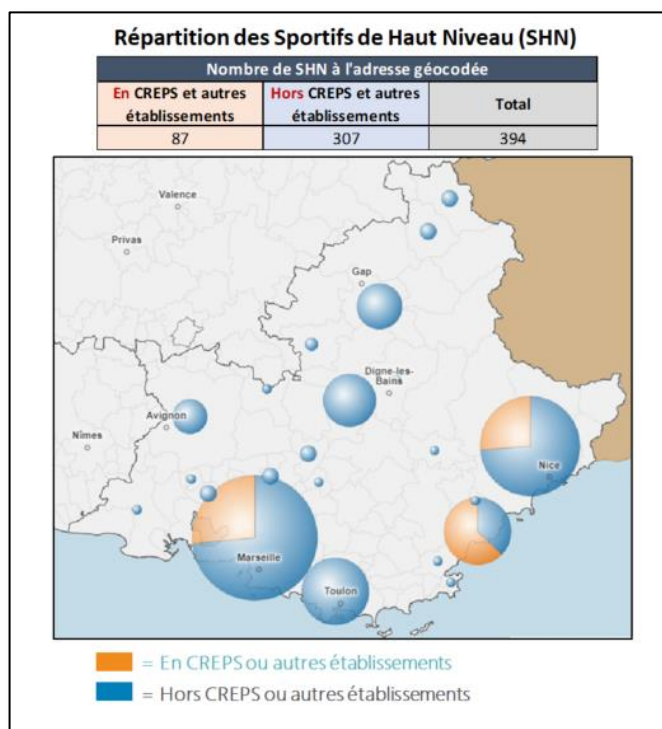 Répartition des Sportifs de Haut Niveau (SHN)
Nombre de SHN à l'adresse géocodée
En CREPS et autres établissements
Hors CREPS et autres établissements
Total
87
307
394
Valence
Privas
Gap
Digne-les-Bains
Avignon
Nîmes
Nice
Marseille
Toulon
= En CREPS ou autres établissements
= Hors CREPS ou autres établissements